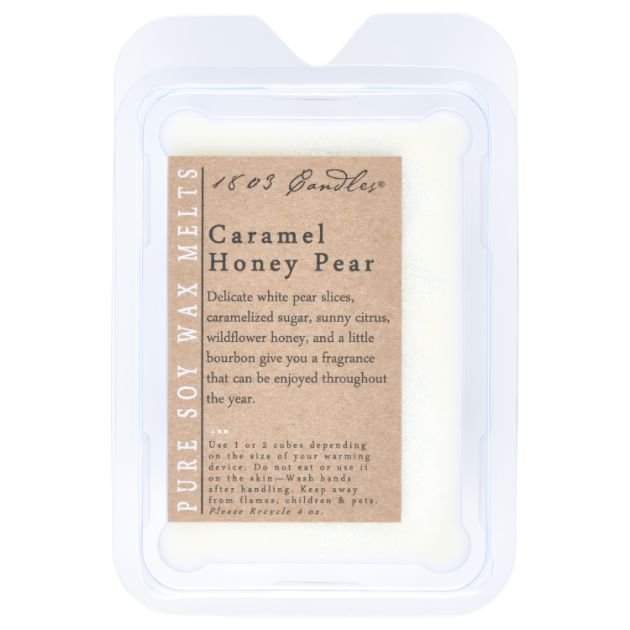 PURE SOY WAX MELTS
1803 Candles®
Caramel
Honey Pear
Delicate white pear slices,
caramelized sugar, sunny citrus,
wildflower honey, and a little
bourbon give you a fragrance
that can be enjoyed throughout
the year.
...
Use 1 or 2 cubes depending
on the size of your warming
device. Do not eat or use it
on the skin—Wash hands
after handling. Keep away
from flames, children & pets.
Please Recycle 4 oz.